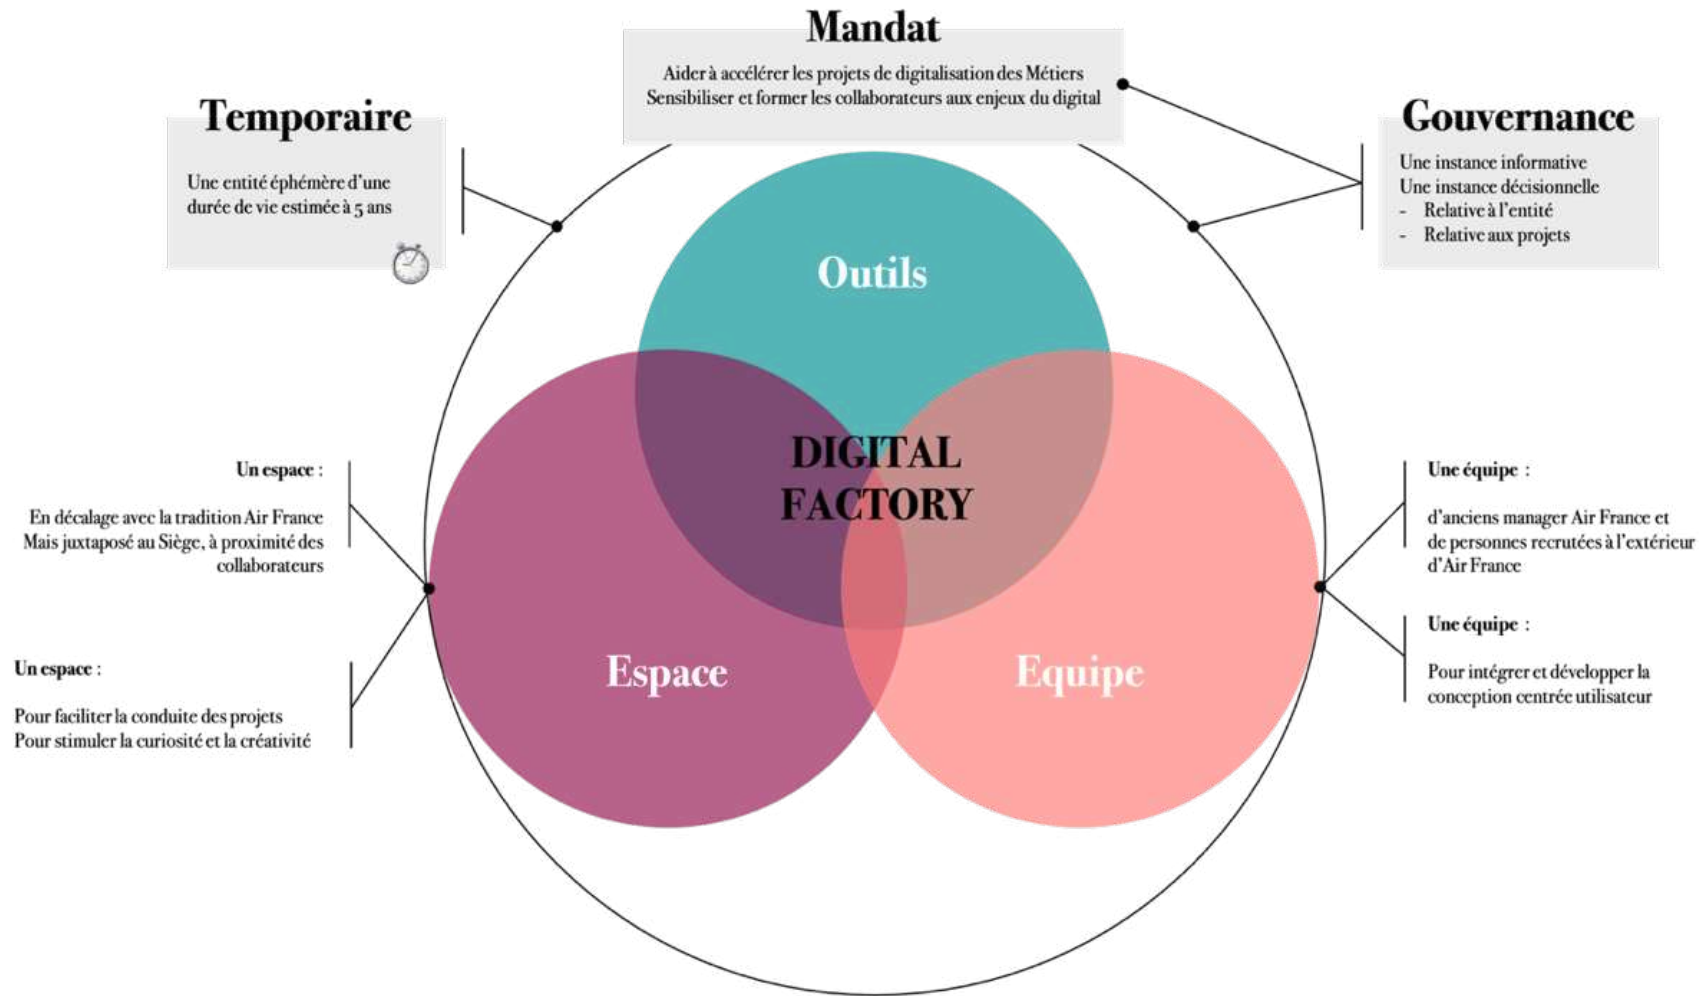 Mandat
Aider à accélérer les projets de digitalisation des Métiers
Sensibiliser et former les collaborateurs aux enjeux du digital
Temporaire
Une entité éphémère d'une
durée de vie estimée à 5 ans
Gouvernance
Une instance informative
Une instance décisionnelle
- Relative à l'entité
- Relative aux projets
Outils
DIGITAL
FACTORY
Espace
Equipe
Un espace :
En décalage avec la tradition Air France
Mais juxtaposé au Siège, à proximité des
collaborateurs
Un espace :
Pour faciliter la conduite des projets
Pour stimuler la curiosité et la créativité
Une équipe :
d'anciens manager Air France et
de personnes recrutées à l'extérieur
d'Air France
Une équipe :
Pour intégrer et développer la
conception centrée utilisateur